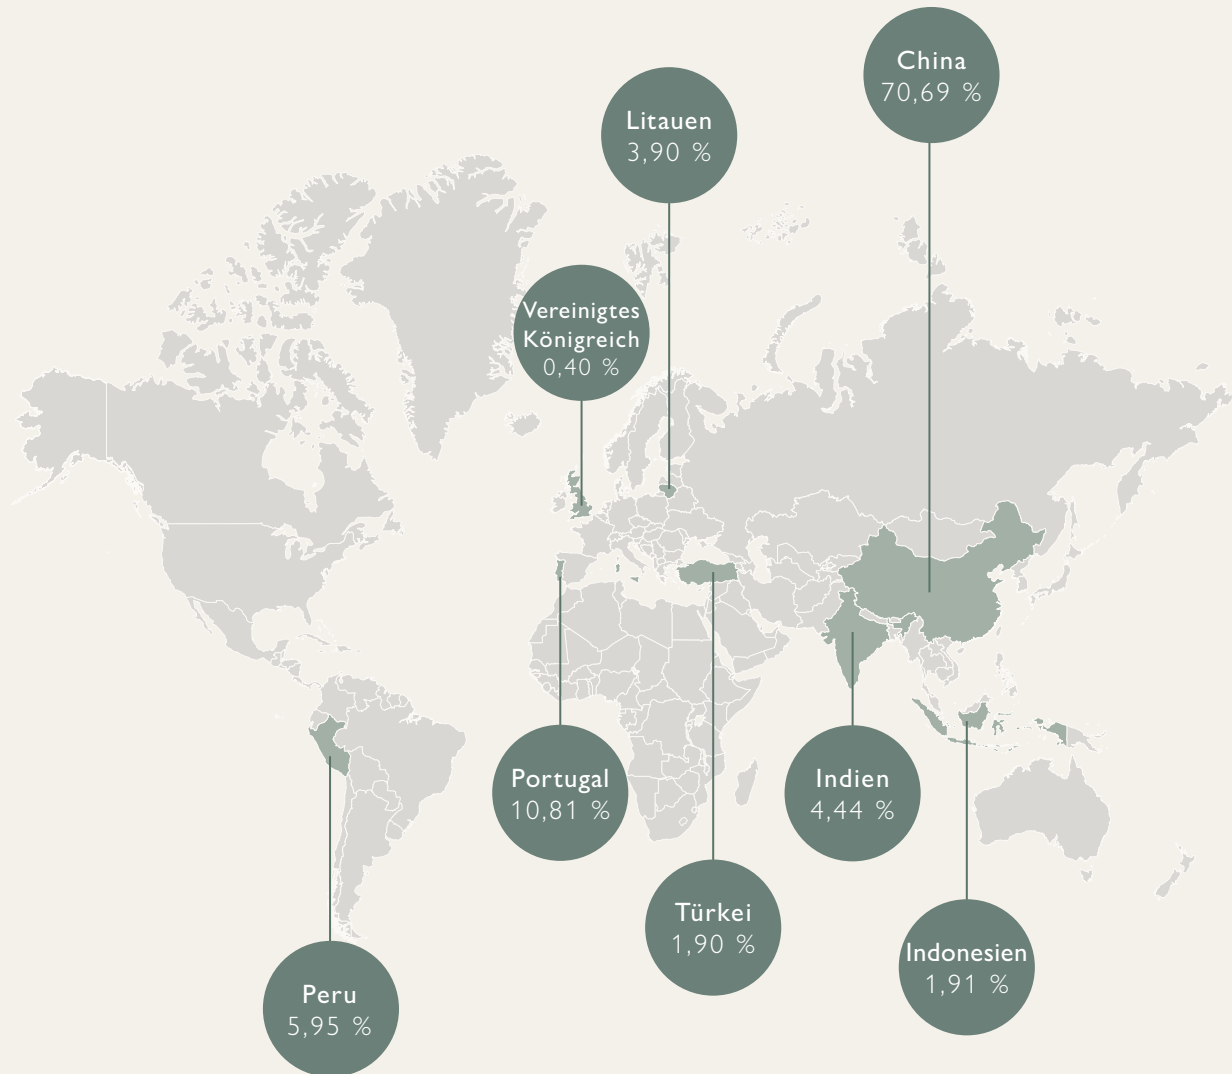 China
70,69 %
Litauen
3,90 %
Vereinigtes
Königreich
0,40 %
Portugal
10,81 %
Indien
4,44 %
Türkei
1,90 %
Indonesien
1,91 %
Peru
5,95 %